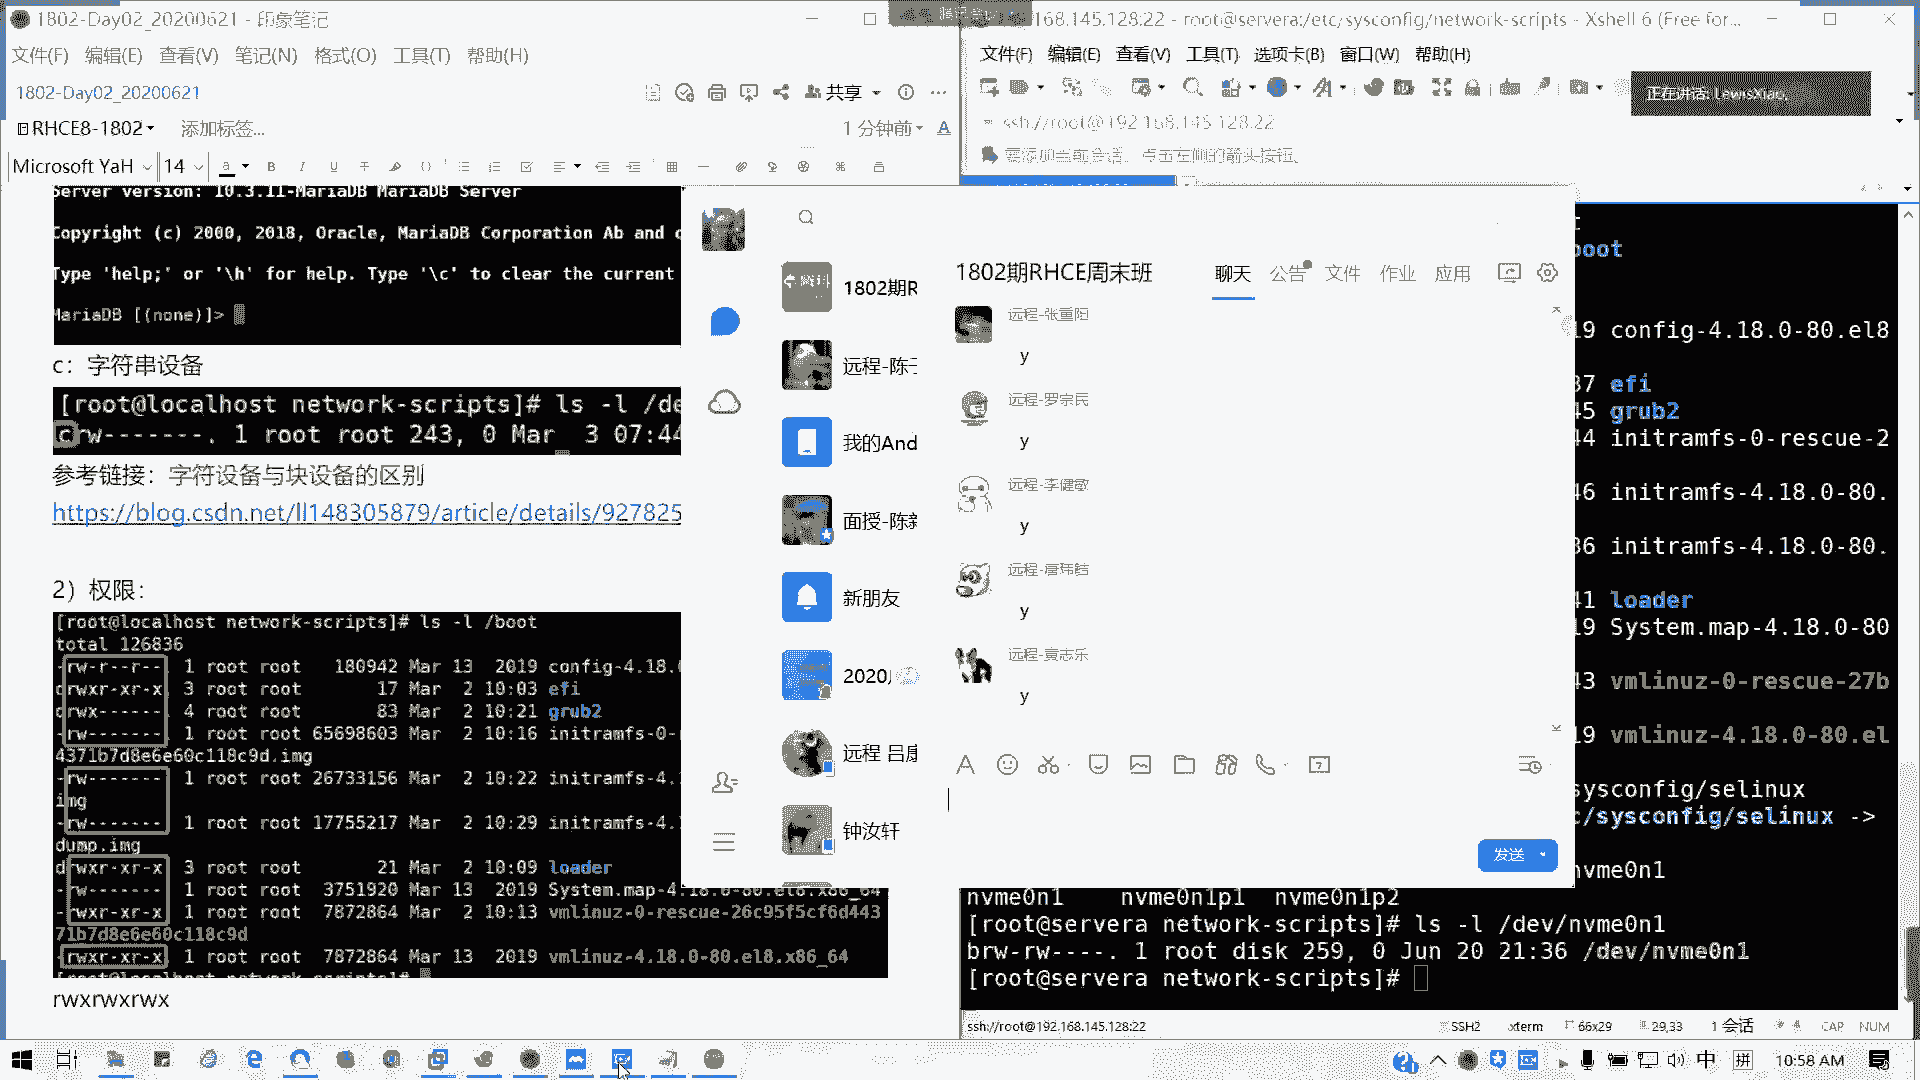 1802-Day02_20200621 - 印象笔记
文件(F) 编辑(E) 查看(V) 笔记(N) 格式(O) 工具(T) 帮助(H)
1802-Day02_20200621
共享
RHCE8-1802 添加标签...
1 分钟前
Microsoft YaH 14
Server version: 10.3.11-MariaDB MariaDB Server
Copyright (c) 2000, 2018, Oracle, MariaDB Corporation Ab and
Type 'help;' or '\h' for help. Type '\c' to clear the current
MariaDB [(none)]>
c：字符串设备
[root@localhost network-scripts]# ls -l /de
crw-------. 1 root root 243, 0 Mar  3 07:44
参考链接：字符设备与块设备的区别
https://blog.csdn.net/ll148305879/article/details/927825
2）权限：
[root@localhost network-scripts]# ls -l /boot
total 126836
-rw-r--r-- 1 root root 180942 Mar 13 2019 config-4.18.
drwxr-xr-x 3 root root 17 Mar 2 10:03 efi
drwx------ 4 root root 83 Mar 2 10:21 grub2
-rw------- 1 root root 65698603 Mar 2 10:16 initramfs-0-
4371b7d8e6e60c118c9d.img
-rw------- 1 root root 26733156 Mar 2 10:22 initramfs-4.
img
-rw------- 1 root root 17755217 Mar 2 10:29 initramfs-4.
dump.img
drwxr-xr-x 3 root root 21 Mar 2 10:09 loader
-rw------- 1 root root 3751920 Mar 13 2019 System.map-4.18.0-80.el8.x86_64
-rwxr-xr-x 1 root root 7872864 Mar 2 10:13 vmlinuz-0-rescue-26c95f5cf6d443
71b7d8e6e60c118c9d
-rwxr-xr-x 1 root root 7872864 Mar 13 2019 vmlinuz-4.18.0-80.el8.x86_64
[root@localhost network-scripts]#
rwxrwxrwx
1802期R
远程-陈
我的And
面授-陈
新朋友
2020
远程 吕
钟汝轩
1802期RHCE周末班
聊天 公告 文件 作业 应用
远程-张重阳
y
远程-罗宗民
y
远程-李健敏
y
y
远程-黄志乐
y
发送
168.145.128:22 - root@servera:/etc/sysconfig/network-scripts - Xshell 6 (Free for...
文件(F) 编辑(E) 查看(V) 工具(T) 选项卡(B) 窗口(W) 帮助(H)
正在讲话: LewisXiao,
ssh://root@192.168.145.128:22
要添加当前会话，点击左侧的箭头按钮。
boot
19 config-4.18.0-80.el8
37 efi
45 grub2
44 initramfs-0-rescue-2
46 initramfs-4.18.0-80.
36 initramfs-4.18.0-80.
41 loader
19 System.map-4.18.0-80
43 vmlinuz-0-rescue-27b
19 vmlinuz-4.18.0-80.el
sysconfig/selinux
/sysconfig/selinux ->
nvme0n1
nvme0n1 nvme0n1p1 nvme0n1p2
[root@servera network-scripts]# ls -l /dev/nvme0n1
brw-rw----. 1 root disk 259, 0 Jun 20 21:36 /dev/nvme0n1
[root@servera network-scripts]#
ssh://root@192.168.145.128:22 SSH2 xterm 66x29 29,33 1 会话 CAP NUM
中 拼 10:58 AM